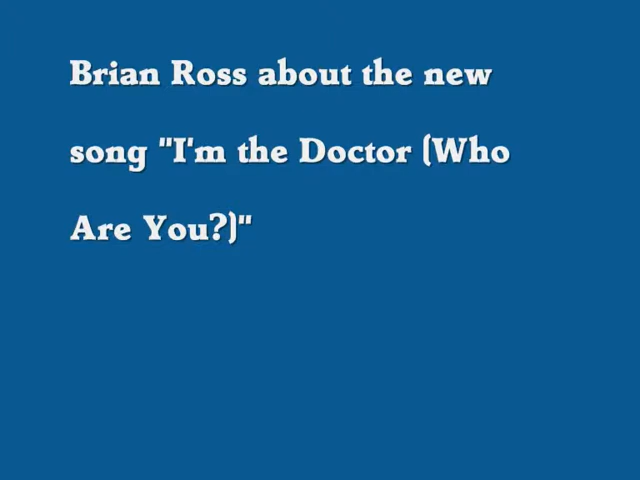 Brian Ross about the new
song "I'm the Doctor (Who
Are You?)"